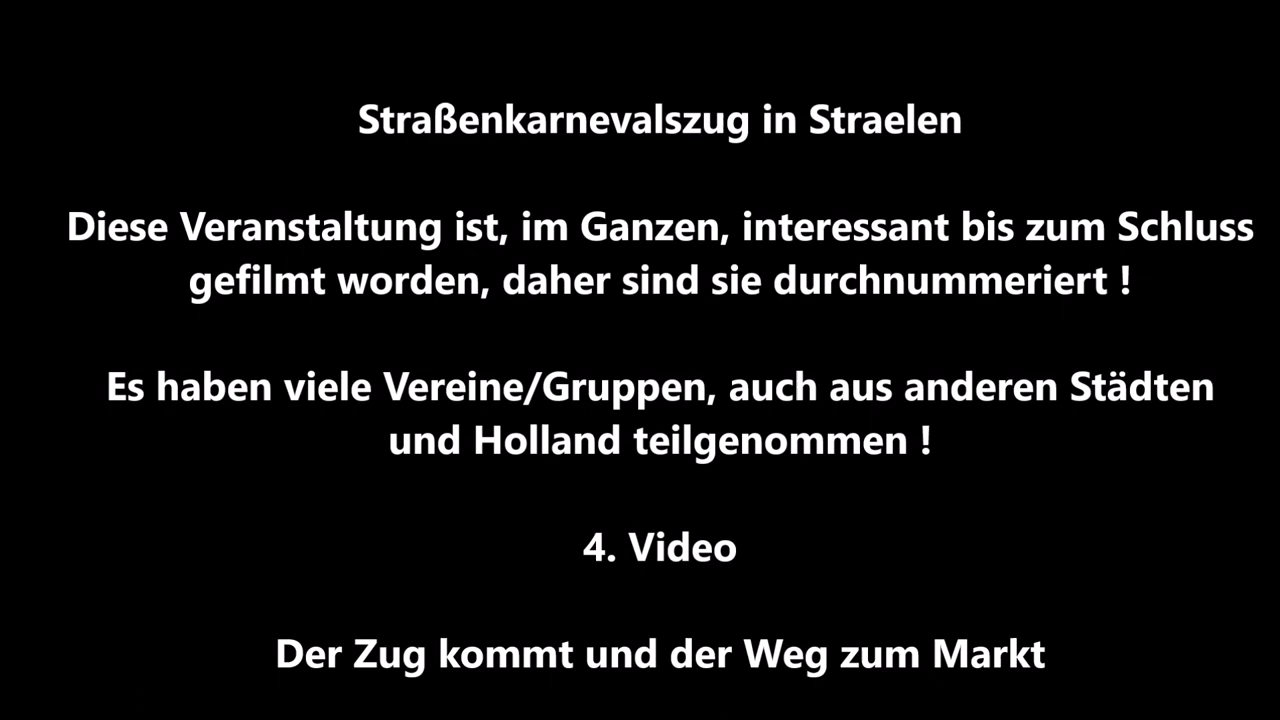 Straßenkarnevalszug in Straelen
Diese Veranstaltung ist, im Ganzen, interessant bis zum Schluss
gefilmt worden, daher sind sie durchnummeriert !
Es haben viele Vereine/Gruppen, auch aus anderen Städten
und Holland teilgenommen !
4. Video
Der Zug kommt und der Weg zum Markt